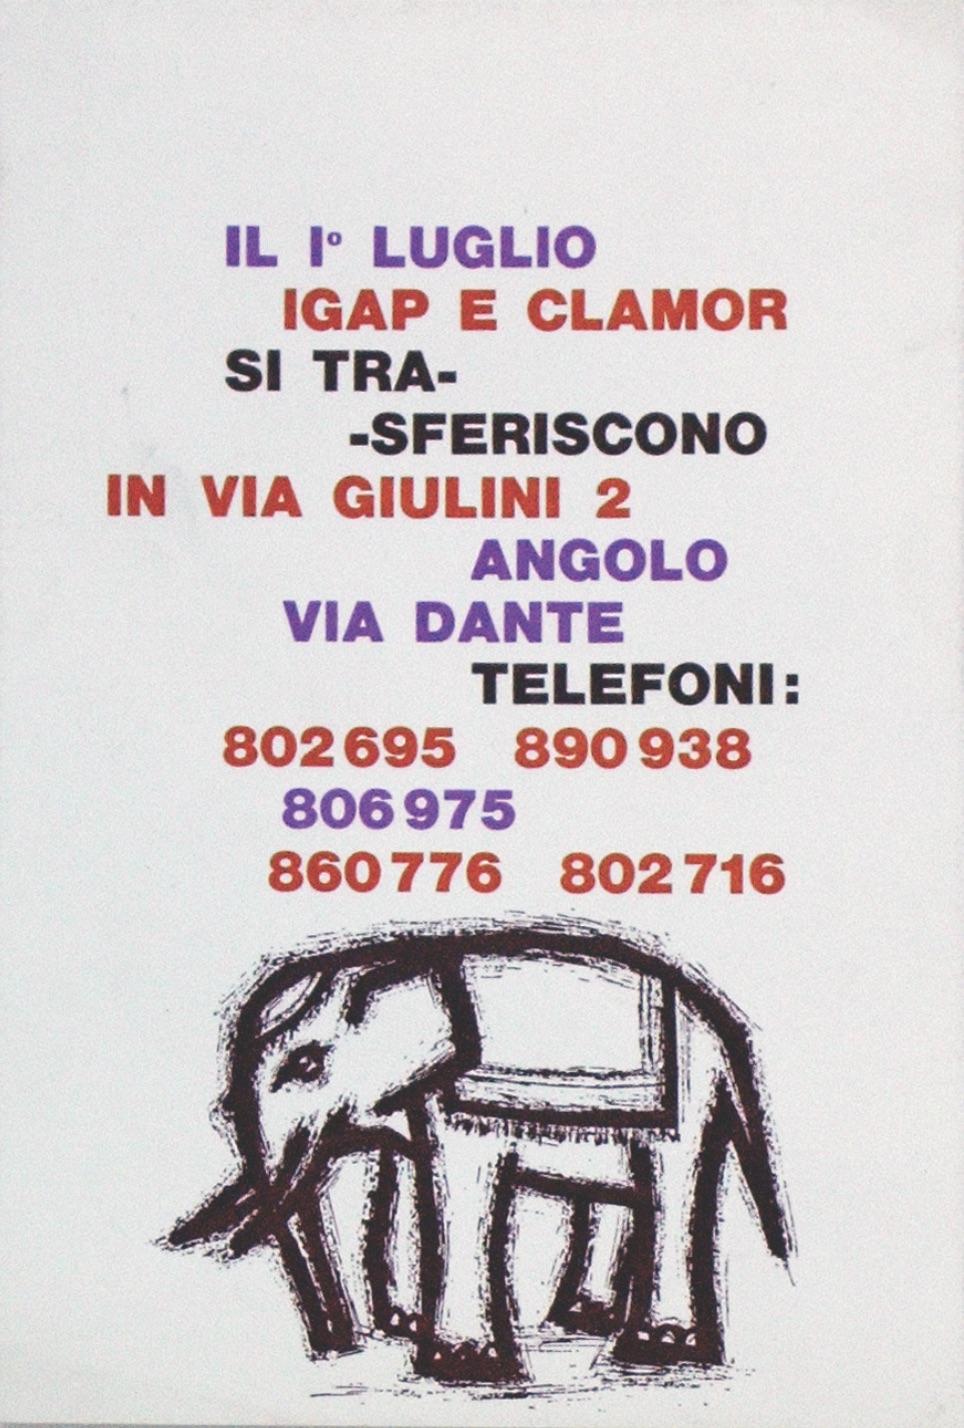 IL I° LUGLIO
IGAP E CLAMOR
SI TRA-
-SFERISCONO
IN VIA GIULINI 2
ANGOLO
VIA DANTE
TELEFONI:
802695 890938
806975
860776 802716